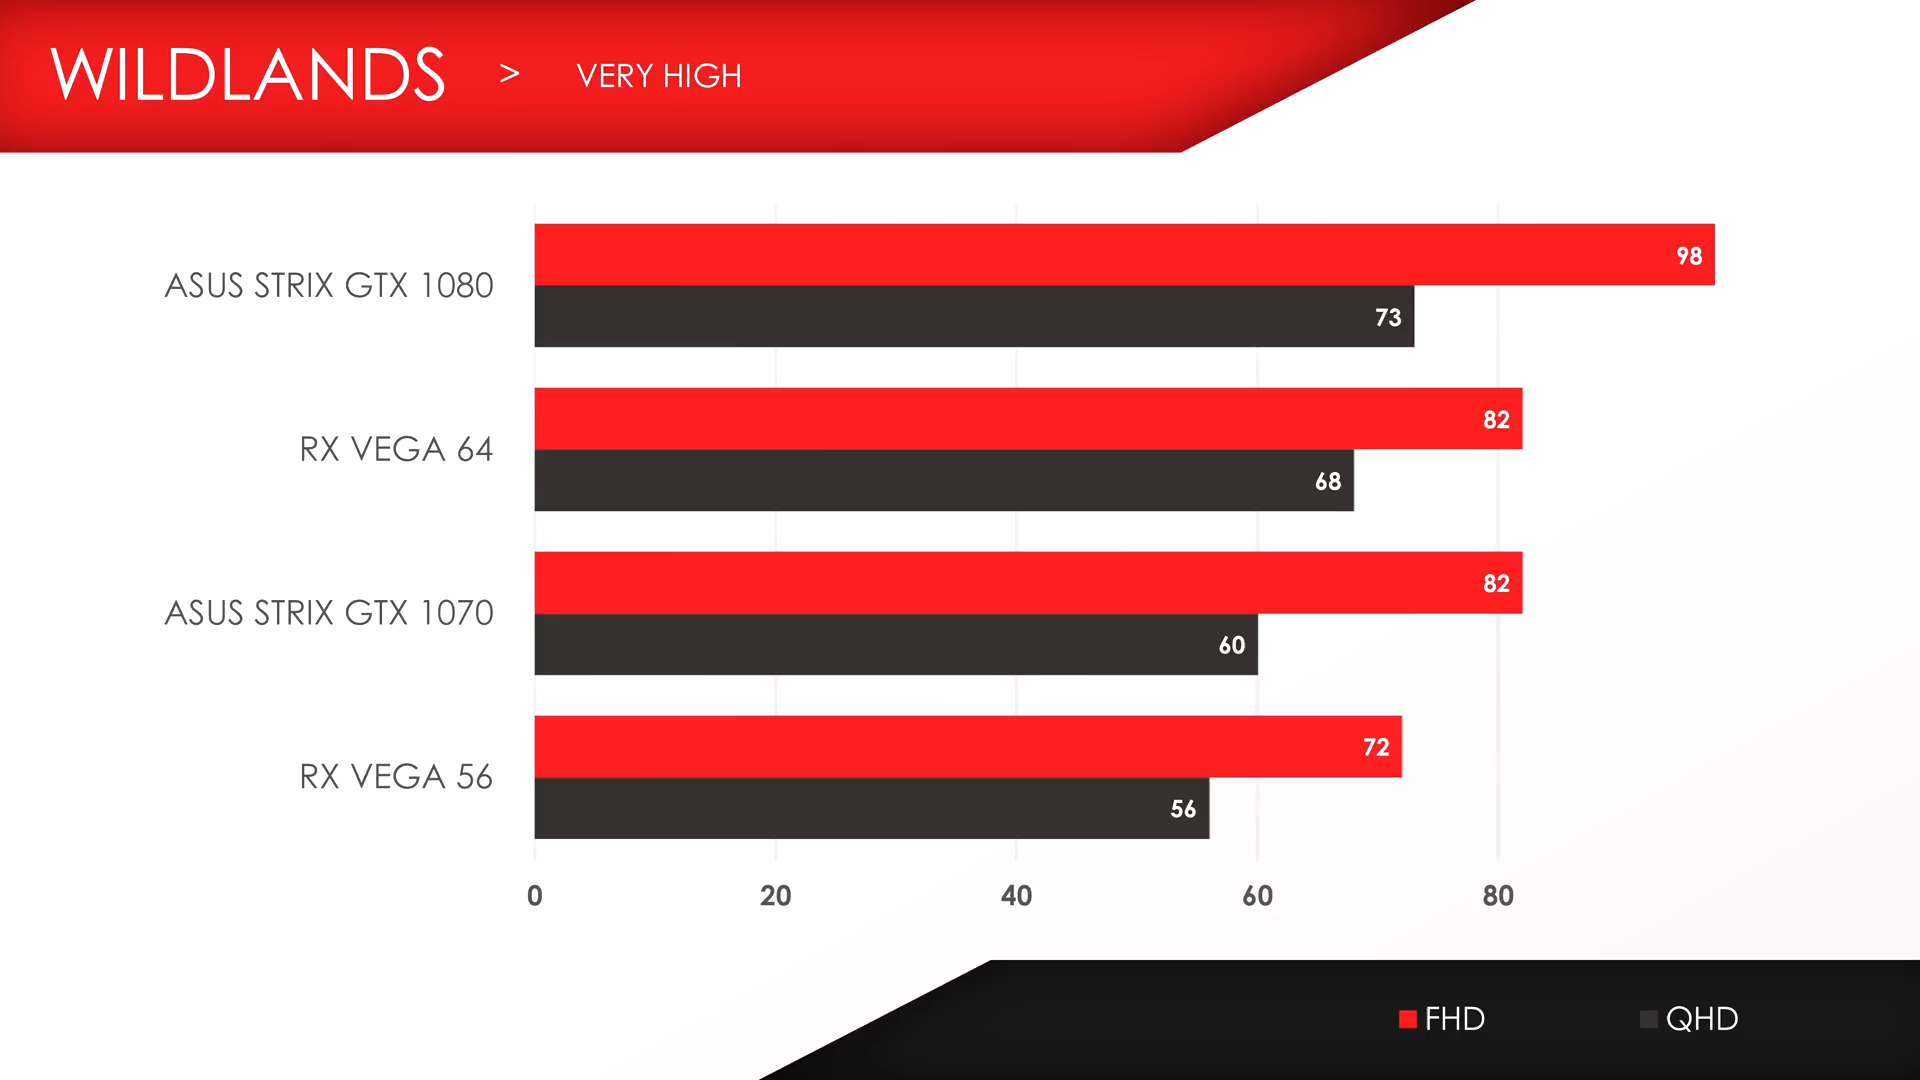 WILDLANDS > VERY HIGH
98
ASUS STRIX GTX 1080
73
82
RX VEGA 64
68
82
ASUS STRIX GTX 1070
60
72
RX VEGA 56
56
0 20 40 60 80
FHD QHD